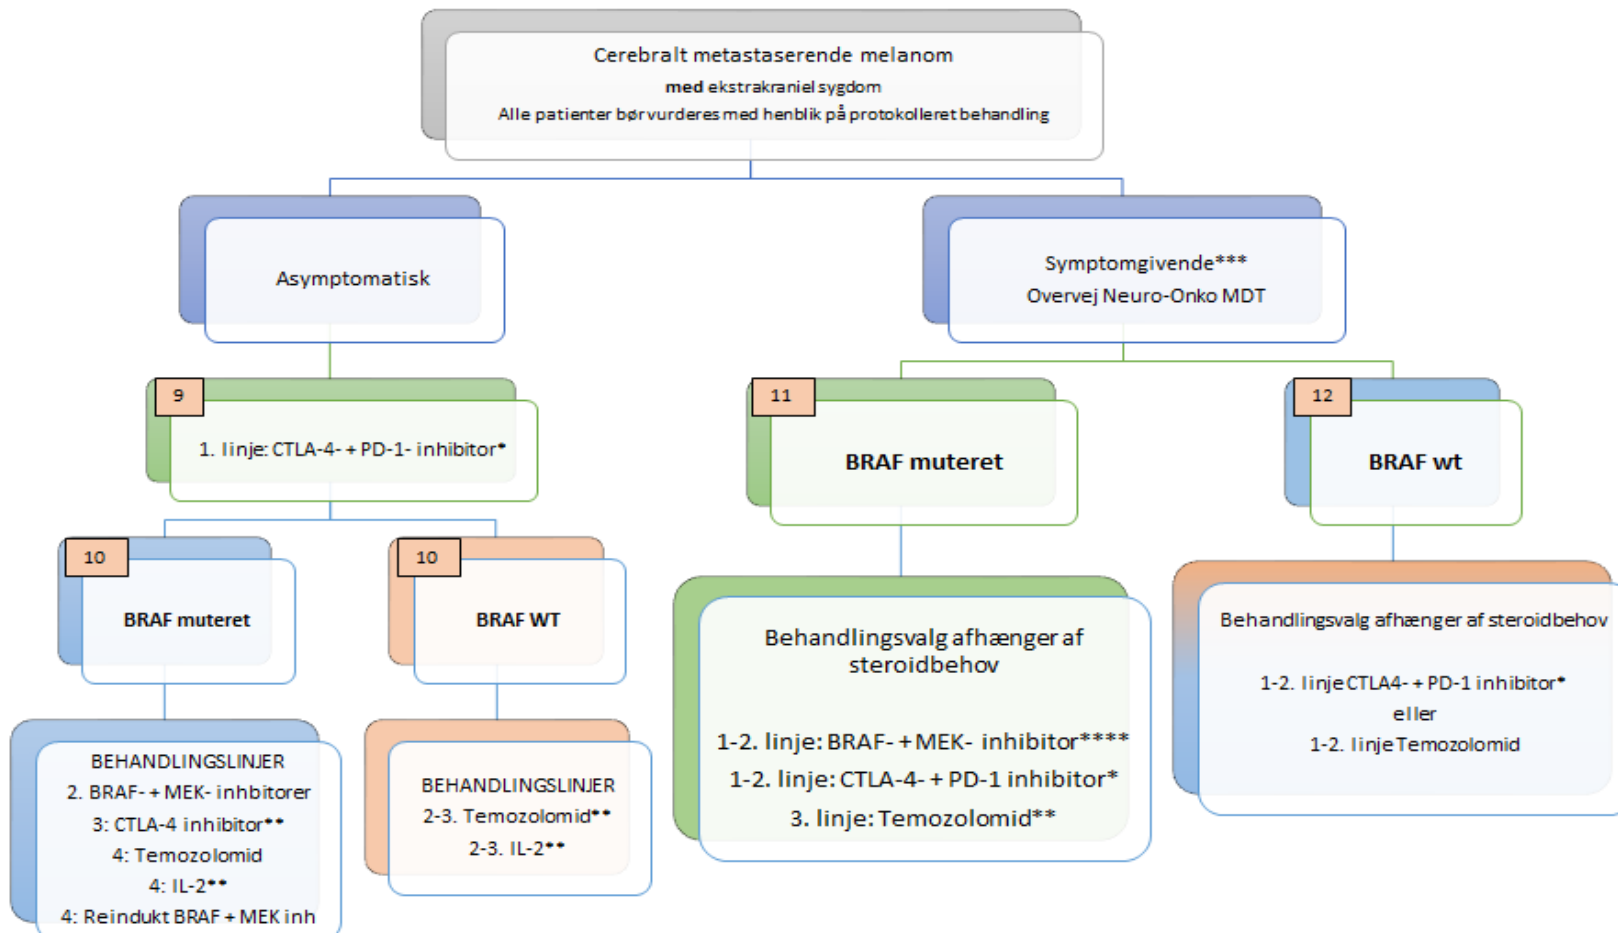 Cerebralt metastaserende melanom
med ekstrakraniel sygdom
Alle patienter bør vurderes med henblik på protokolleret behandling
Asymptomatisk
Symptomgivende***
Overvej Neuro-Onko MDT
9
1. linje: CTLA-4- + PD-1- inhibitor*
11
BRAF muteret
12
BRAF wt
10
BRAF muteret
10
BRAF WT
BEHANDLINGSLINJER
2. BRAF- + MEK- inhbitorer
3: CTLA-4 inhibitor**
4: Temozolomid
4: IL-2**
4: Reindukt BRAF + MEK inh
BEHANDLINGSLINJER
2-3. Temozolomid**
2-3. IL-2**
Behandlingsvalg afhænger af
steroidbehov
1-2. linje: BRAF- + MEK- inhibitor****
1-2. linje: CTLA-4- + PD-1 inhibitor*
3. linje: Temozolomid**
Behandlingsvalg afhænger af steroidbehov
1-2. linje CTLA4- + PD-1 inhibitor*
eller
1-2. linje Temozolomid